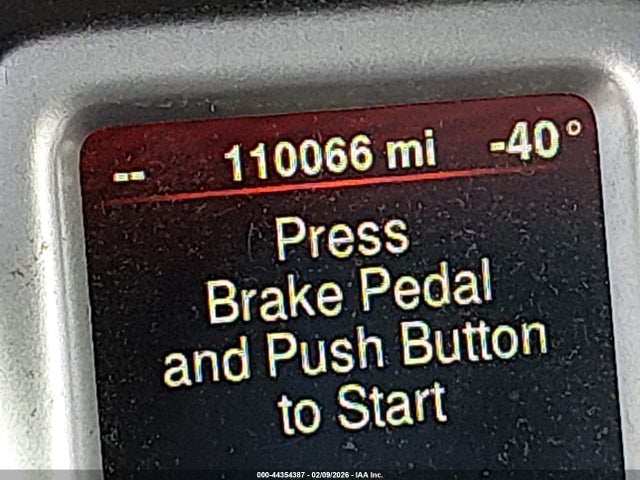 -- 110066 mi -40°
Press
Brake Pedal
and Push Button
to Start
000-44354387 - 02/09/2026 - IAA Inc.